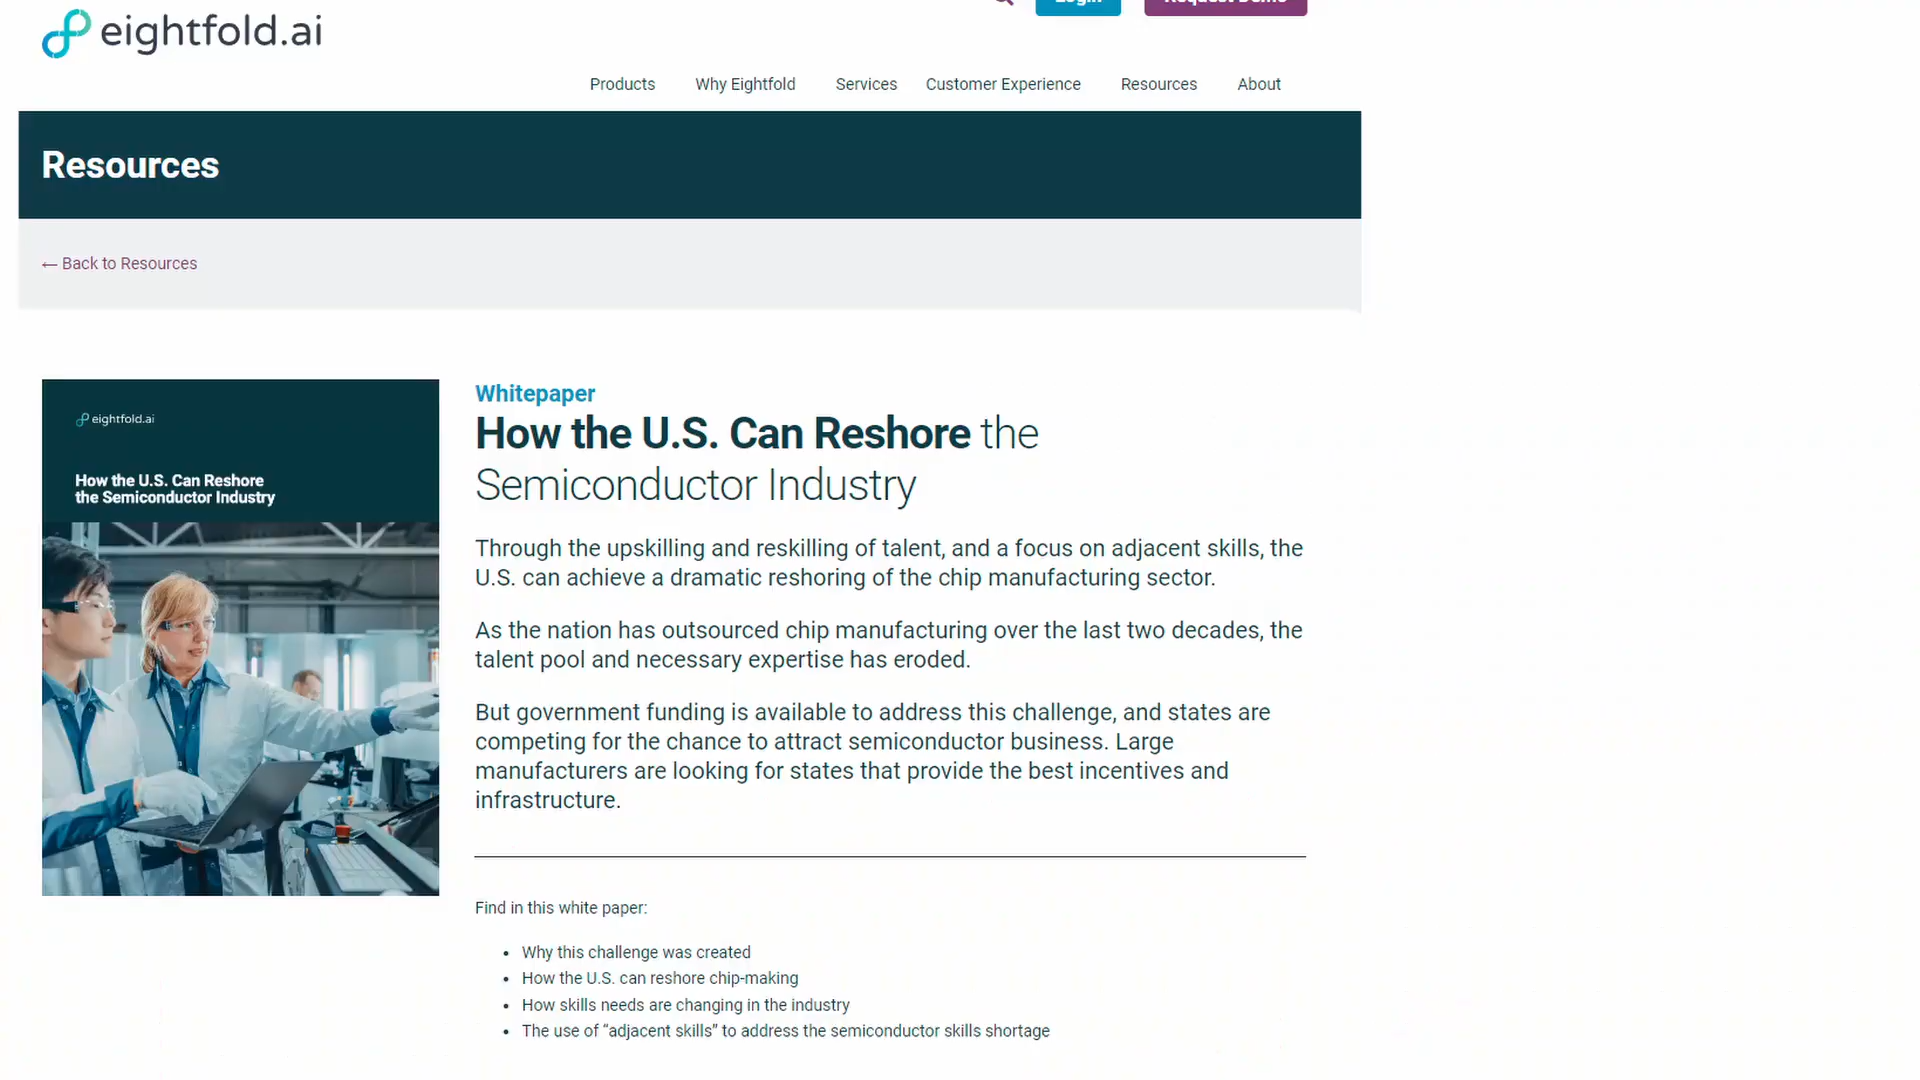 Login
Request Demo
eightfold.ai
Products
Why Eightfold
Services
Customer Experience
Resources
About
Resources
← Back to Resources
eightfold.ai
How the U.S. Can Reshore
the Semiconductor Industry
Whitepaper
How the U.S. Can Reshore the
Semiconductor Industry
Through the upskilling and reskilling of talent, and a focus on adjacent skills, the
U.S. can achieve a dramatic reshoring of the chip manufacturing sector.
As the nation has outsourced chip manufacturing over the last two decades, the
talent pool and necessary expertise has eroded.
But government funding is available to address this challenge, and states are
competing for the chance to attract semiconductor business. Large
manufacturers are looking for states that provide the best incentives and
infrastructure.
Find in this white paper:
• Why this challenge was created
• How the U.S. can reshore chip-making
• How skills needs are changing in the industry
• The use of “adjacent skills” to address the semiconductor skills shortage